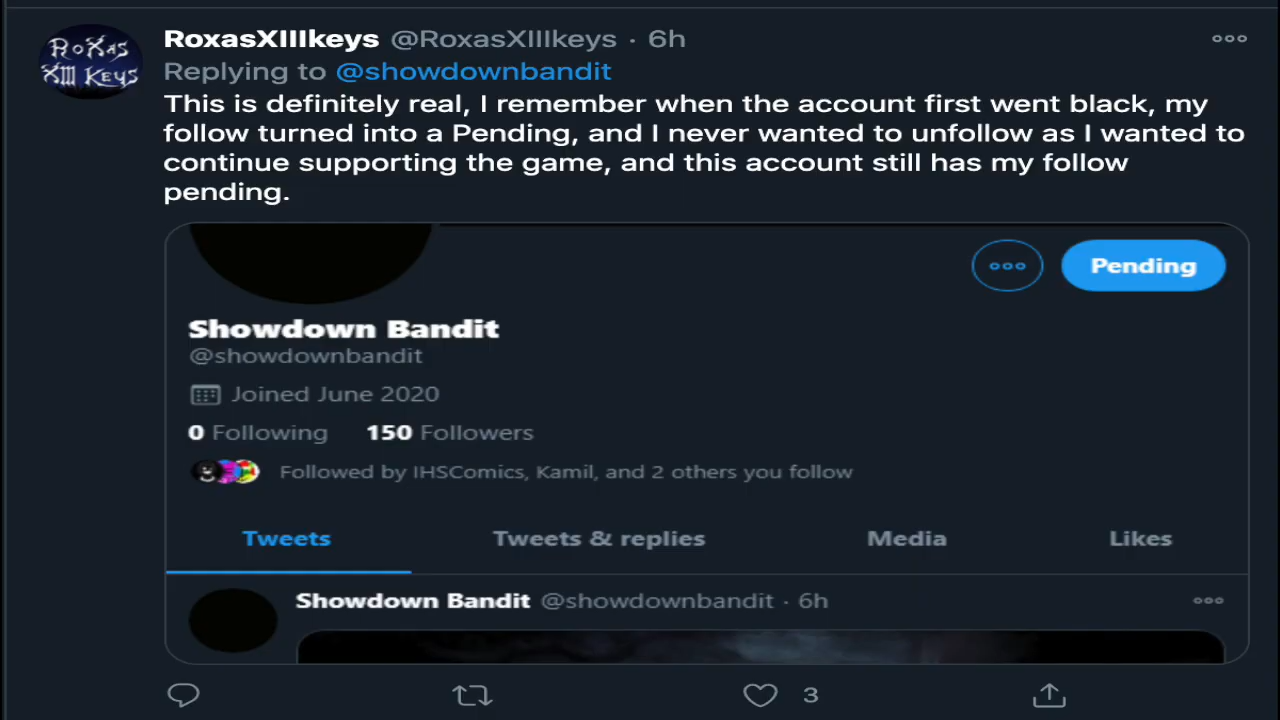 RoXas
XIII Keys
RoxasXIIIkeys @RoxasXIIIkeys · 6h
Replying to @showdownbandit
This is definitely real, I remember when the account first went black, my
follow turned into a Pending, and I never wanted to unfollow as I wanted to
continue supporting the game, and this account still has my follow
pending.
Pending
Showdown Bandit
@showdownbandit
Joined June 2020
0 Following 150 Followers
Followed by IHSComics, Kamil, and 2 others you follow
Tweets Tweets & replies Media Likes
Showdown Bandit @showdownbandit · 6h
3